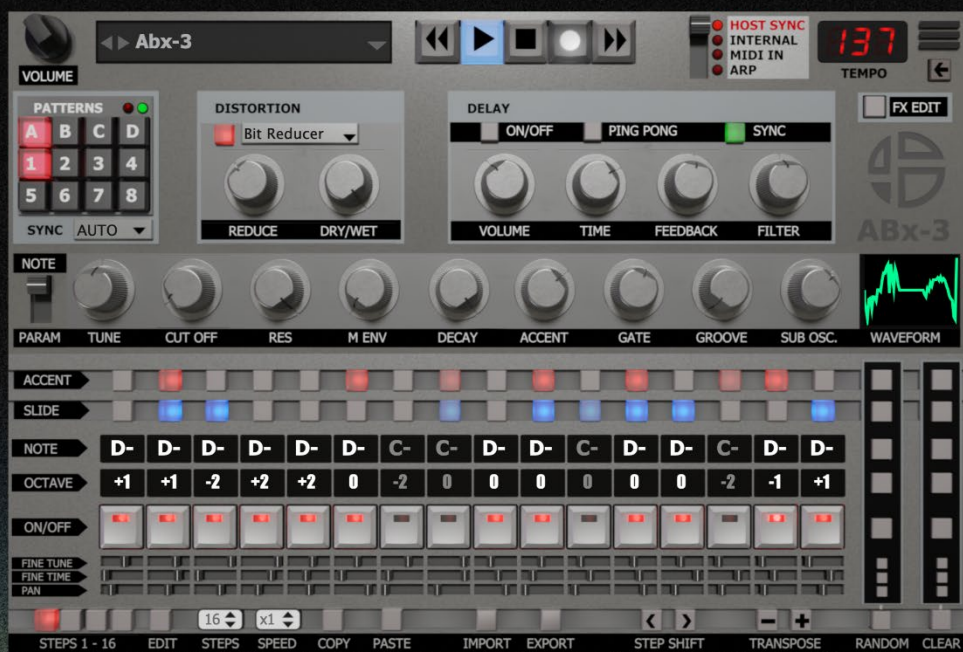 HOST SYNC
Abx-3
INTERNAL
137
MIDI IN
ARP
VOLUME
TEMPO
PATTERNS
DISTORTION
DELAY
FX EDIT
A B C D
Bit Reducer
ON/OFF PING PONG SYNC
1 2 3 4
5 6 7 8
SYNC AUTO
REDUCE DRY/WET
VOLUME TIME FEEDBACK FILTER
ABx-3
NOTE
PARAM TUNE CUT OFF RES M ENV DECAY ACCENT GATE GROOVE SUB OSC. WAVEFORM
ACCENT
SLIDE
NOTE D- D- D- D- D- D- C- C- D- D- C- D- D- C- D- D-
OCTAVE +1 +1 -2 +2 +2 0 -2 0 0 0 0 0 0 -2 -1 +1
ON/OFF
FINE TUNE
FINE TIME
PAN
16 x1
STEPS 1 - 16 EDIT STEPS SPEED COPY PASTE IMPORT EXPORT STEP SHIFT TRANSPOSE RANDOM CLEAR